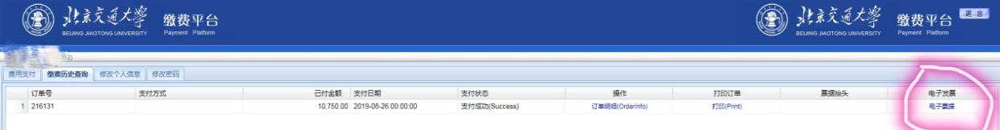 北京交通大学 缴费平台
BEIJING JIAOTONG UNIVERSITY Payment Platform
北京交通大学 缴费平台 退出
BEIJING JIAOTONG UNIVERSITY Payment Platform
03)
费用支付 缴费历史查询 修改个人信息 修改密码
订单号 支付方式 已付金额 支付日期 支付状态 操作 打印订单 票据抬头 电子发票
1 216131 10,750.00 2019-08-26 00:00:00 支付成功(Success) 订单明细(OrderInfo) 打印(Print) 电子票据